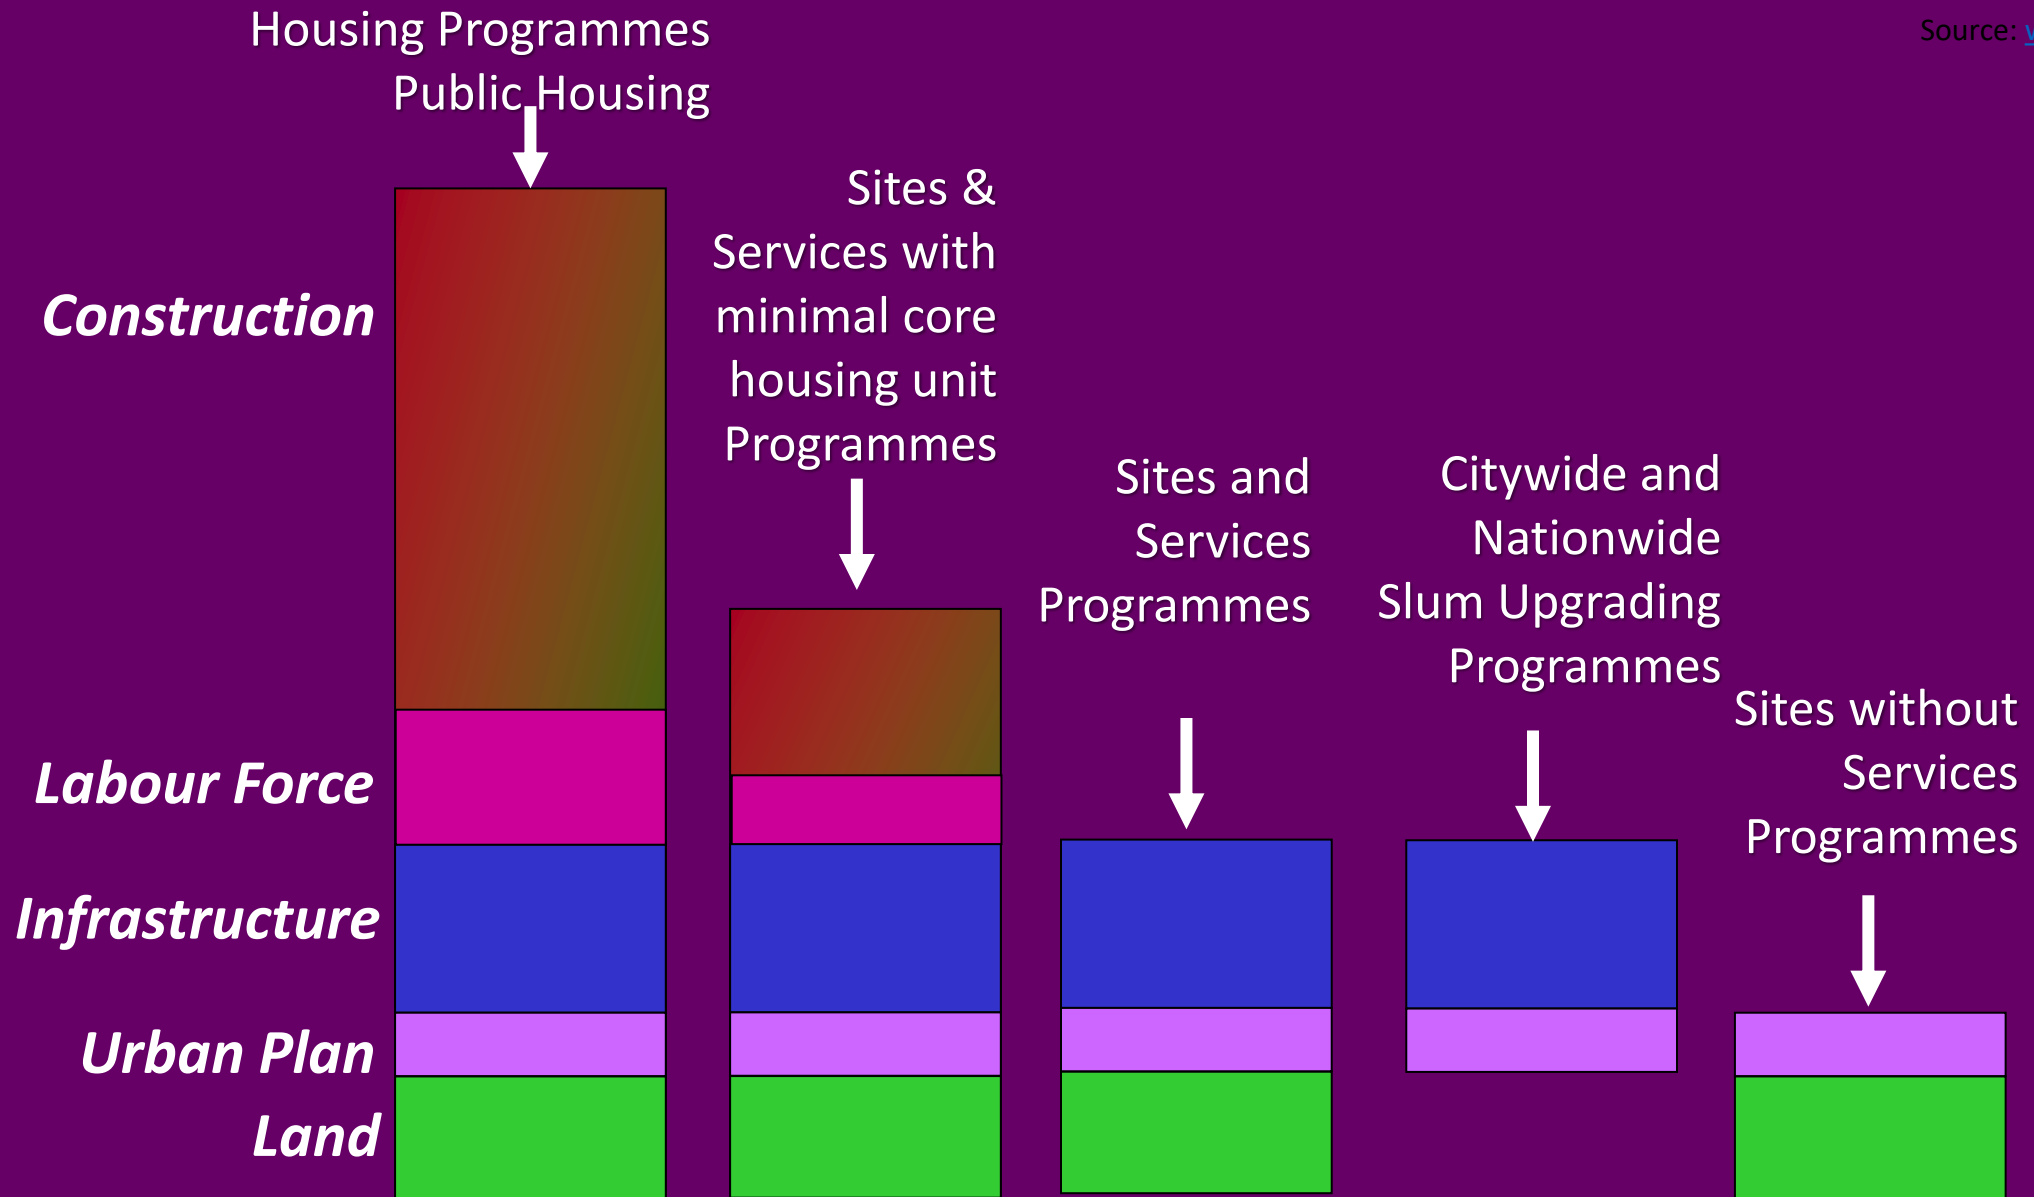 Housing Programmes
Public Housing
Source:
Sites &
Services with
minimal core
housing unit
Programmes
Sites and
Services
Programmes
Citywide and
Nationwide
Slum Upgrading
Programmes
Sites without
Services
Programmes
Construction
Labour Force
Infrastructure
Urban Plan
Land